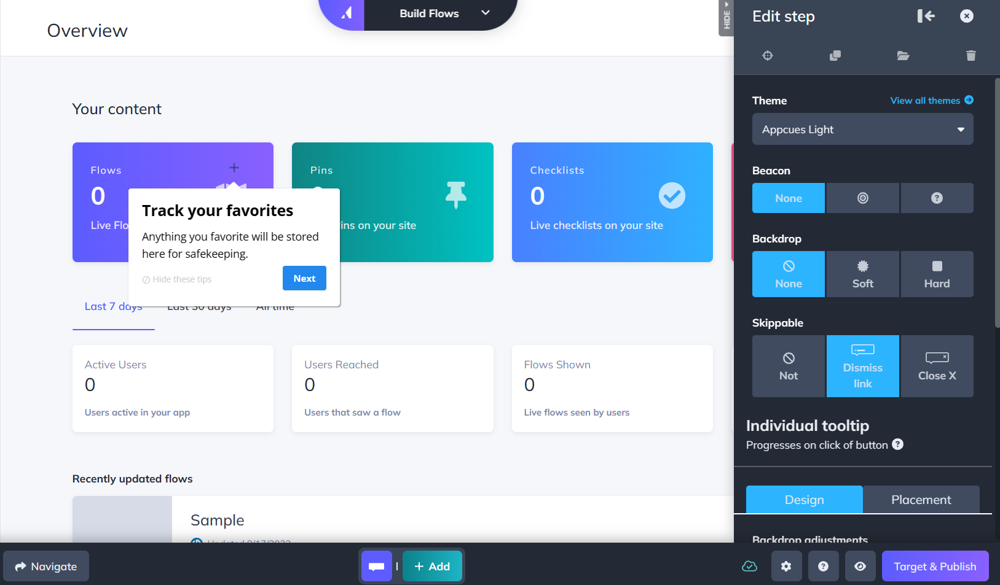 Overview
Build Flows
HIDE
Edit step
Theme
View all themes
Appcues Light
Beacon
None
Backdrop
None
Soft
Hard
Skippable
Not
Dismiss
link
Close X
Individual tooltip
Progresses on click of button
Design
Placement
Backdrop adjustments
Your content
Flows
0
Live Flo
Pins
ins on your site
Checklists
0
Live checklists on your site
Track your favorites
Anything you favorite will be stored
here for safekeeping.
Hide these tips
Next
Last 7 days
Last 30 days
All time
Active Users
0
Users active in your app
Users Reached
0
Users that saw a flow
Flows Shown
0
Live flows seen by users
Recently updated flows
Sample
Navigate
+ Add
Target & Publish